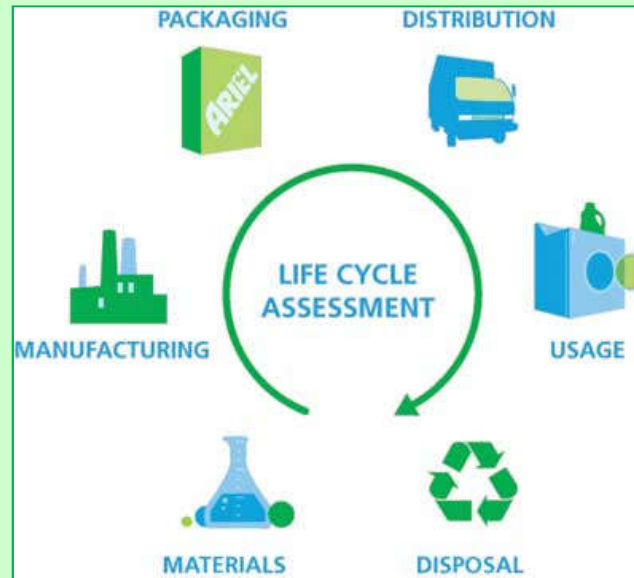 PACKAGING
DISTRIBUTION
ARIEL
LIFE CYCLE
ASSESSMENT
MANUFACTURING
USAGE
MATERIALS
DISPOSAL